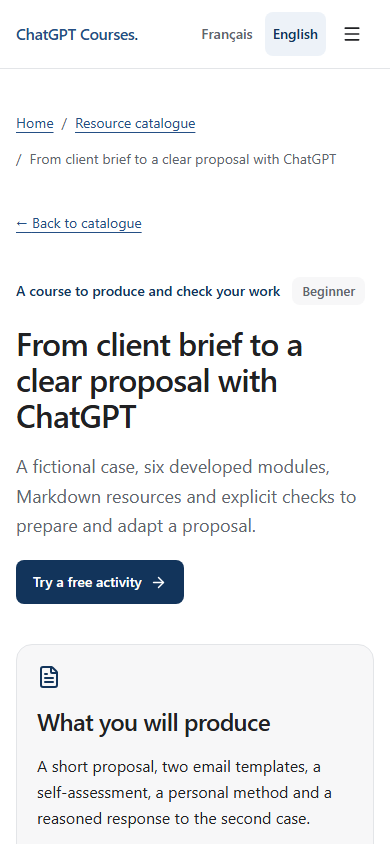 ChatGPT Courses.
Français
English
Home / Resource catalogue
/ From client brief to a clear proposal with ChatGPT
← Back to catalogue
A course to produce and check your work
Beginner
From client brief to a
clear proposal with
ChatGPT
A fictional case, six developed modules,
Markdown resources and explicit checks to
prepare and adapt a proposal.
Try a free activity →
What you will produce
A short proposal, two email templates, a
self-assessment, a personal method and a
reasoned response to the second case.